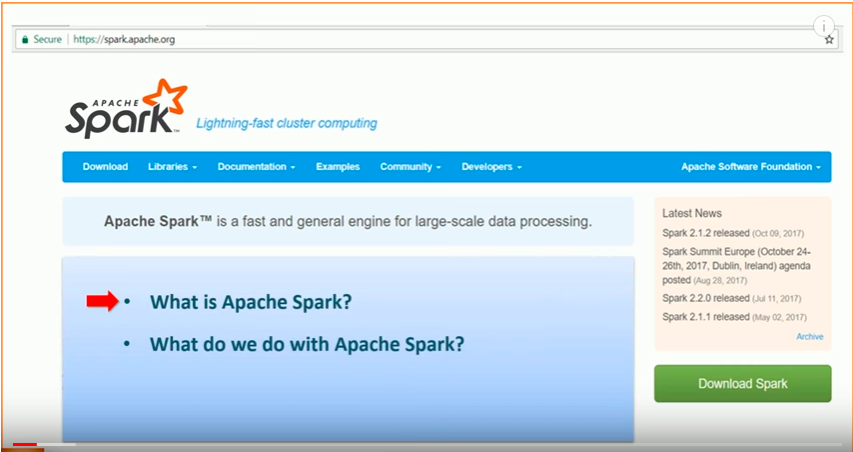 Secure | https://spark.apache.org
i
APACHE
Spark™
Lightning-fast cluster computing
Download Libraries Documentation Examples Community Developers Apache Software Foundation
Apache Spark™ is a fast and general engine for large-scale data processing.
• What is Apache Spark?
• What do we do with Apache Spark?
Latest News
Spark 2.1.2 released (Oct 09, 2017)
Spark Summit Europe (October 24-
26th, 2017, Dublin, Ireland) agenda
posted (Aug 28, 2017)
Spark 2.2.0 released (Jul 11, 2017)
Spark 2.1.1 released (May 02, 2017)
Archive
Download Spark